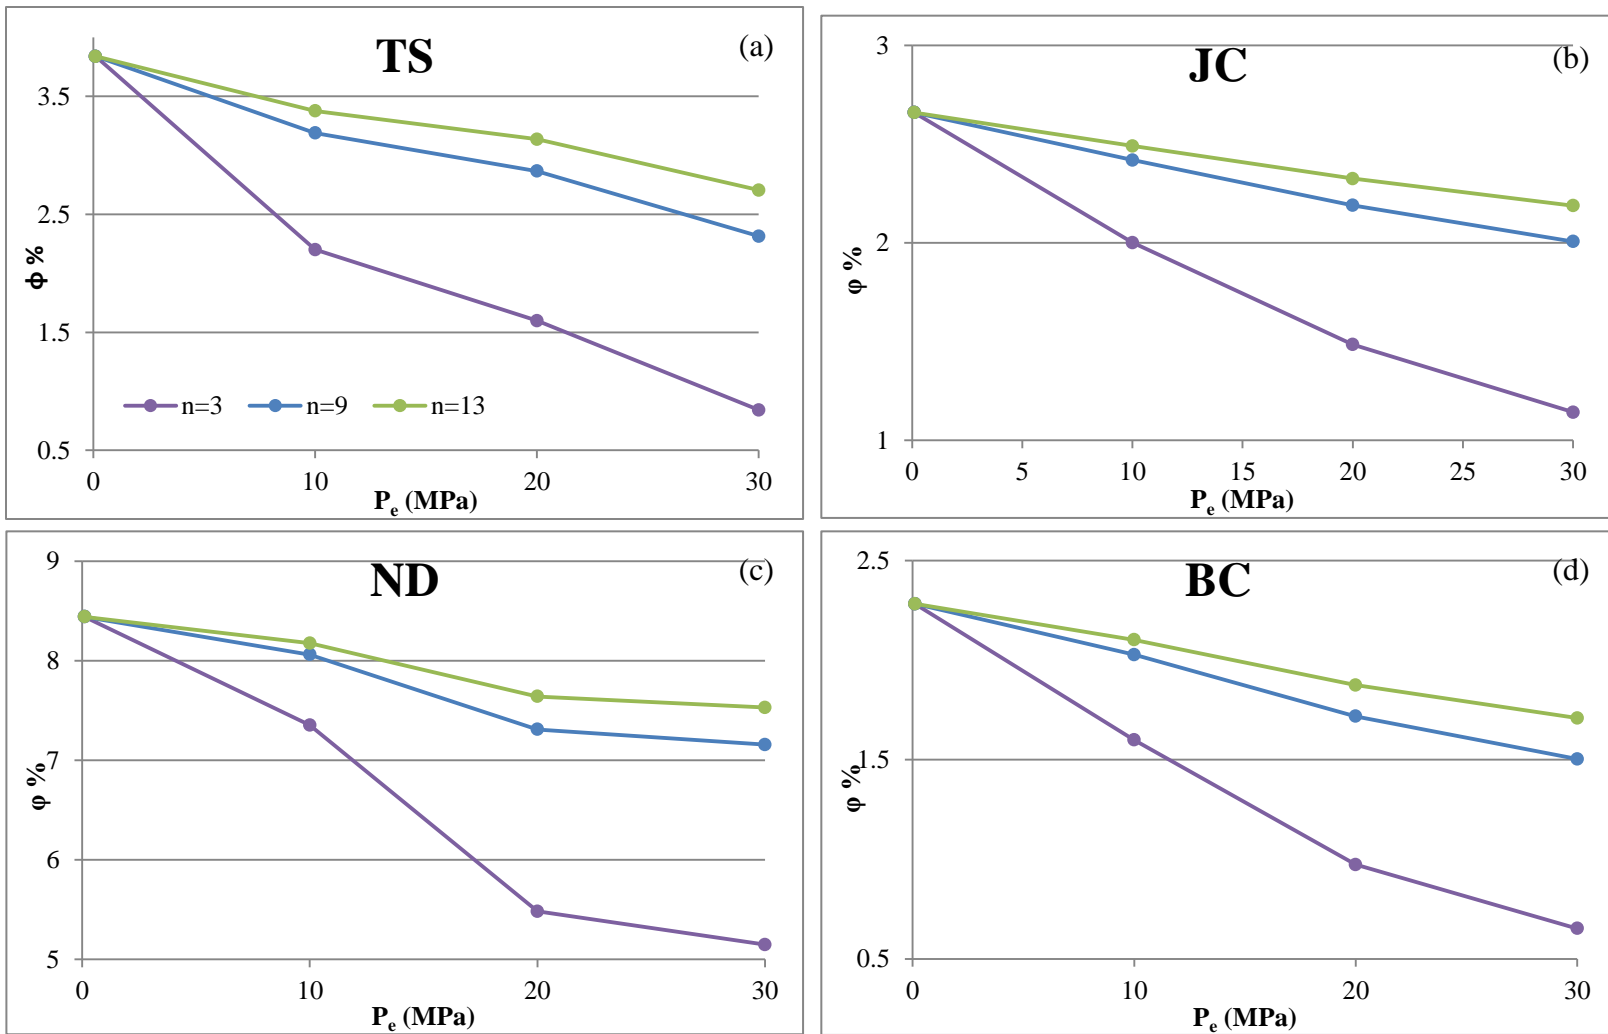 TS
(a)
3.5
2.5
1.5
0.5
ϕ %
n=3 n=9 n=13
0 10 20 30
Pe (MPa)
JC
(b)
3
2
1
φ %
0 5 10 15 20 25 30
Pe (MPa)
ND
(c)
9
8
7
6
5
φ %
0 10 20 30
Pe (MPa)
BC
(d)
2.5
1.5
0.5
φ %
0 10 20 30
Pe (MPa)